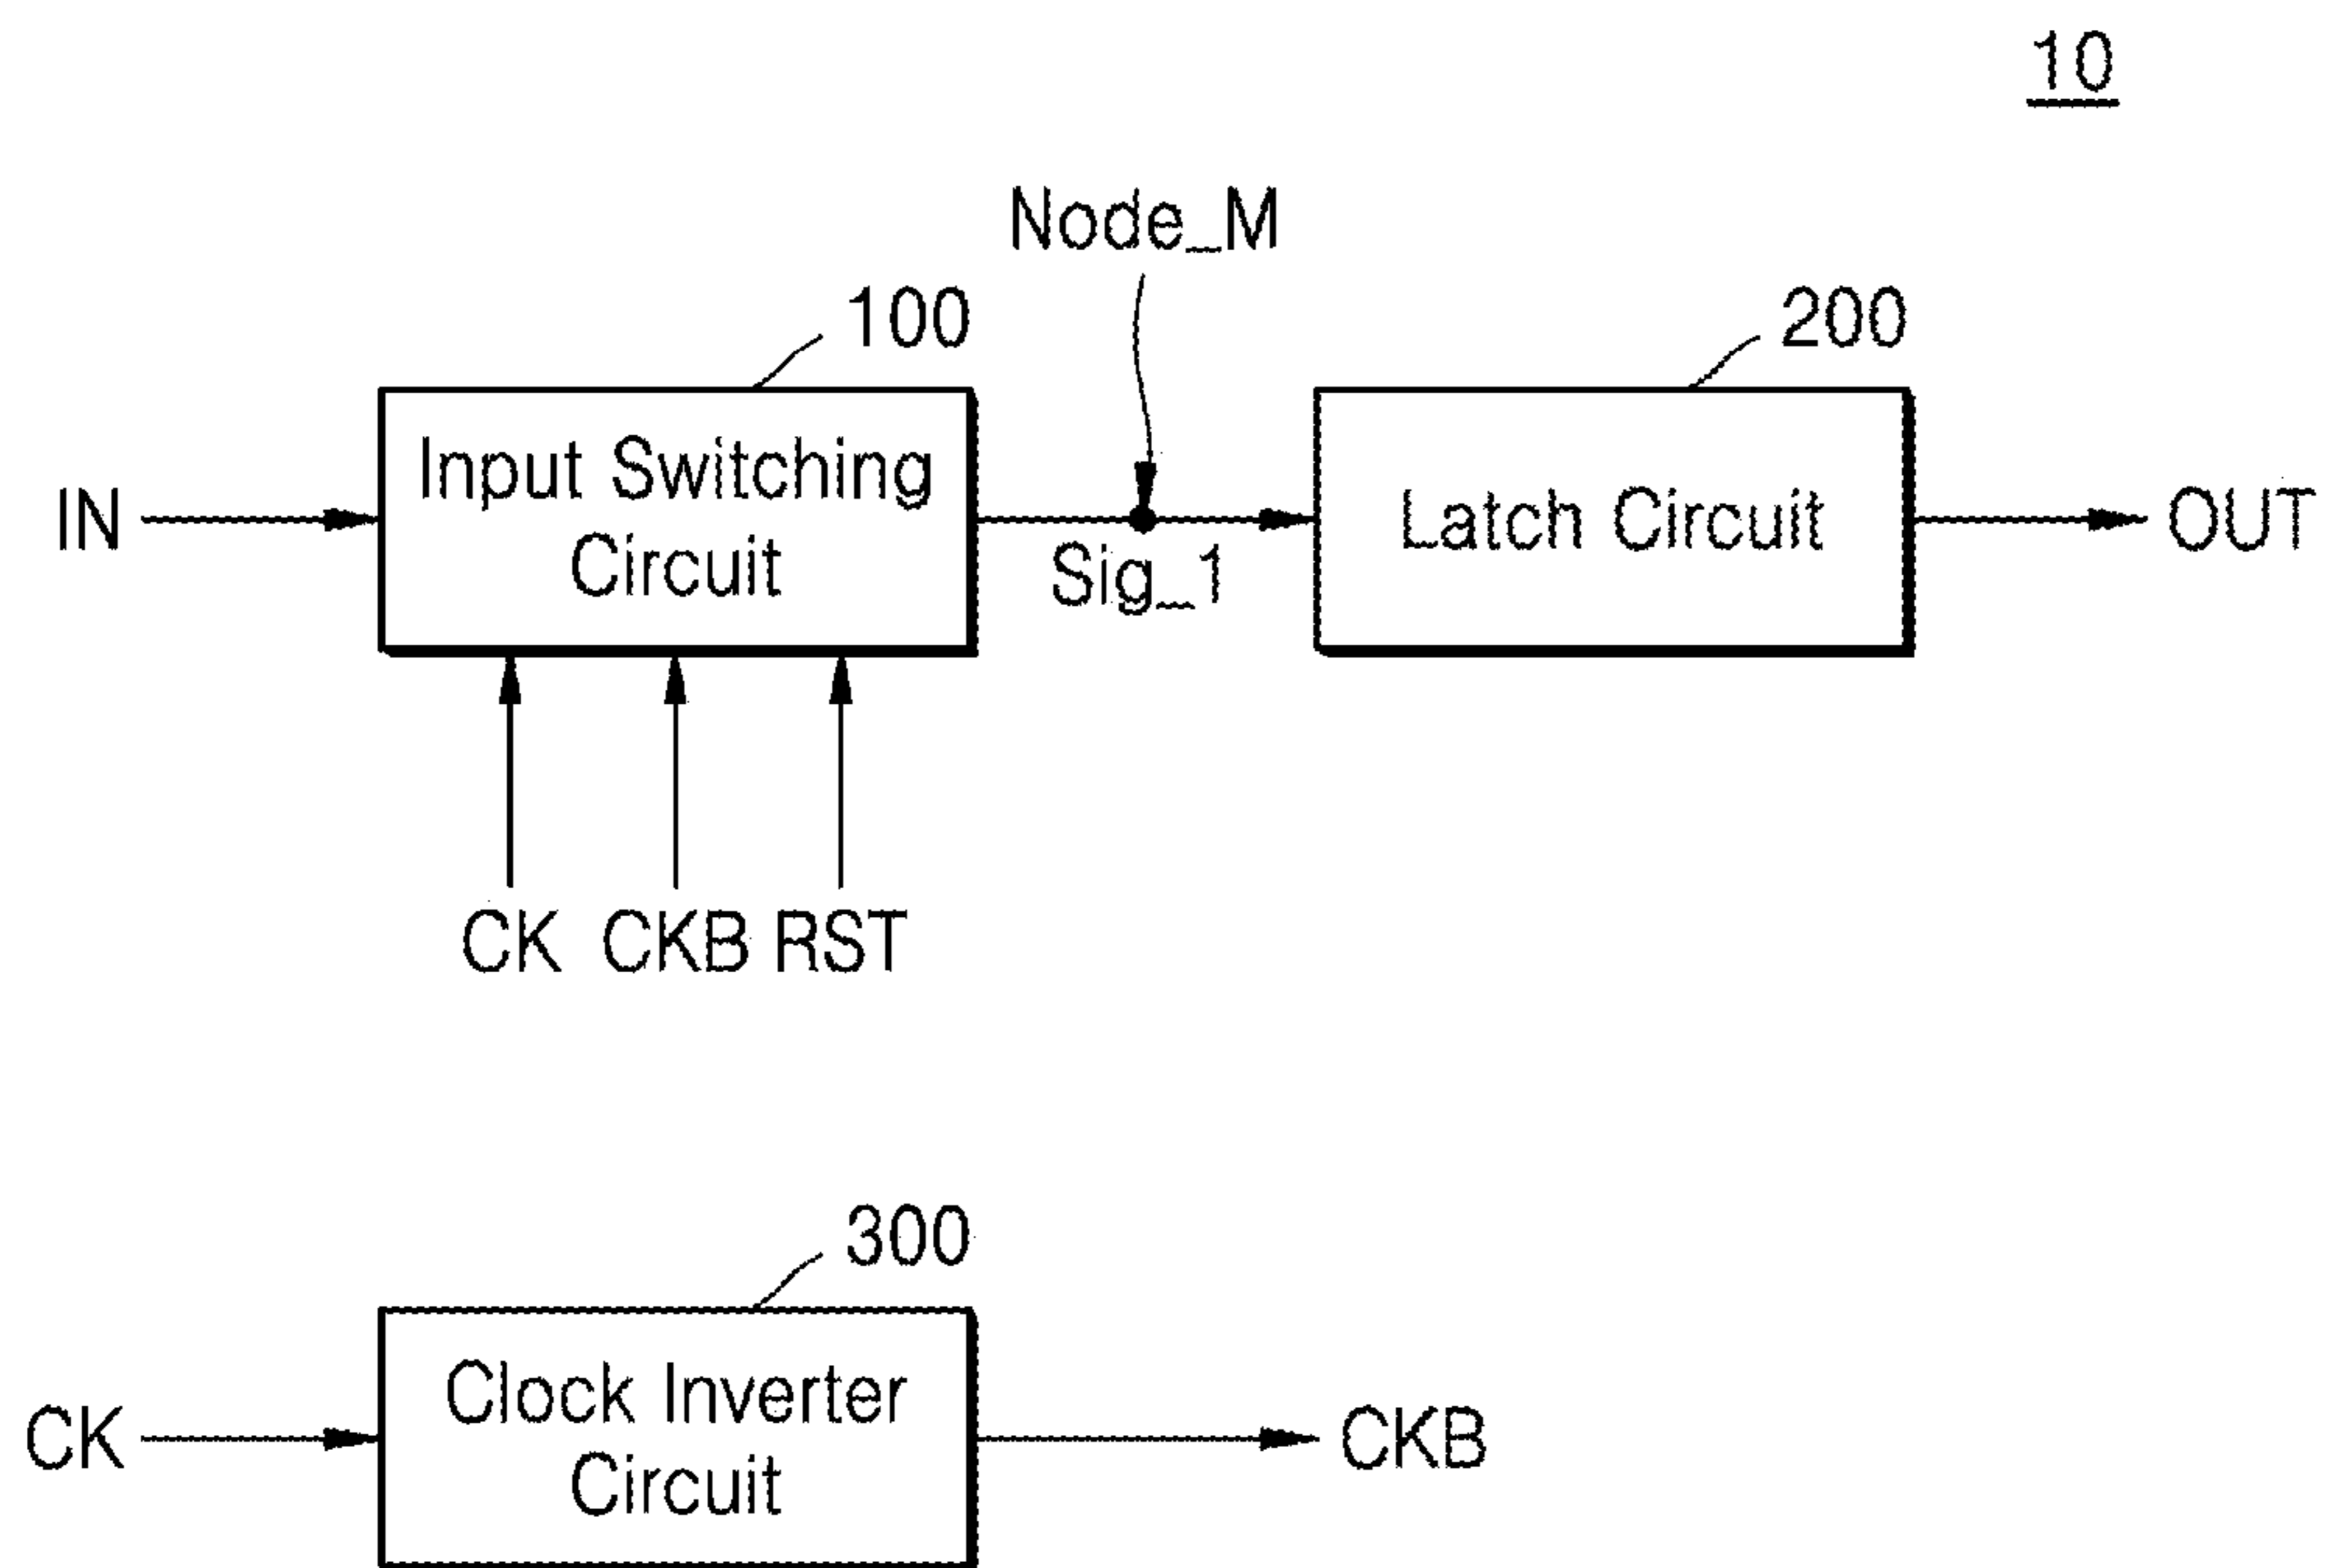 10
Node_M
100
200
Input Switching
Circuit
IN
Sig_1
Latch Circuit
OUT
CK CKB RST
300
Clock Inverter
Circuit
CK
CKB